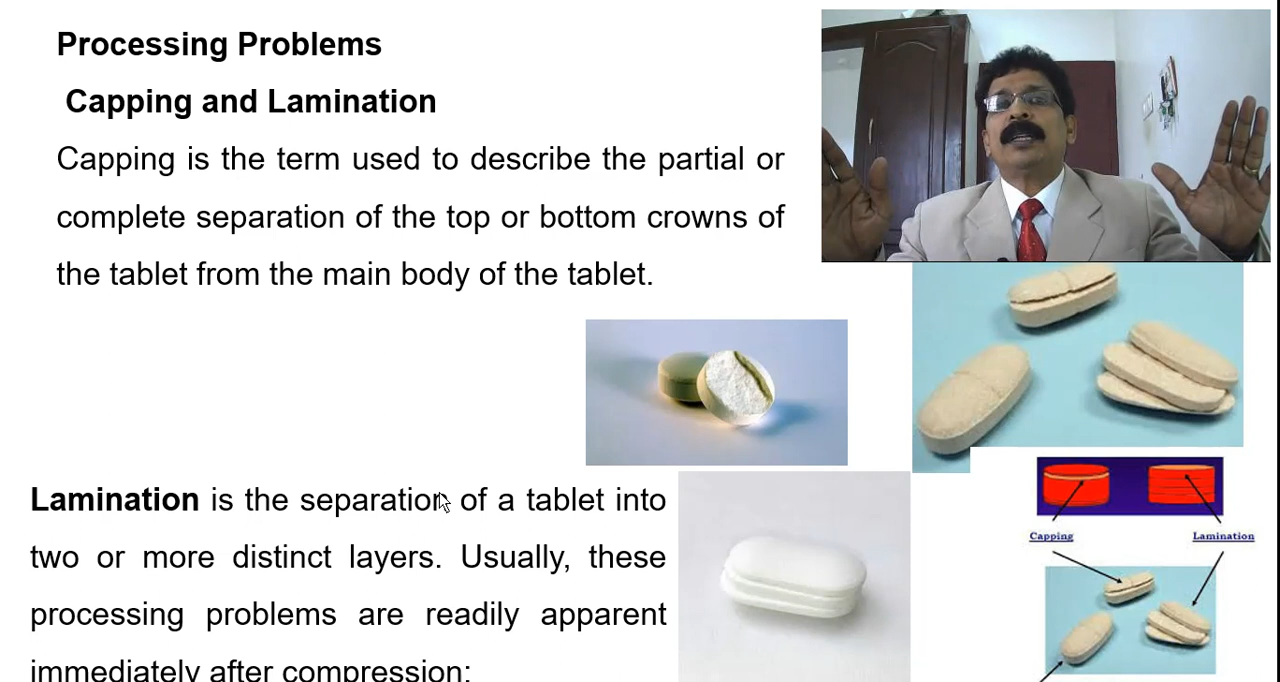 Processing Problems
Capping and Lamination
Capping is the term used to describe the partial or
complete separation of the top or bottom crowns of
the tablet from the main body of the tablet.
Lamination is the separation of a tablet into
two or more distinct layers. Usually, these
processing problems are readily apparent
immediately after compression;
Capping
Lamination